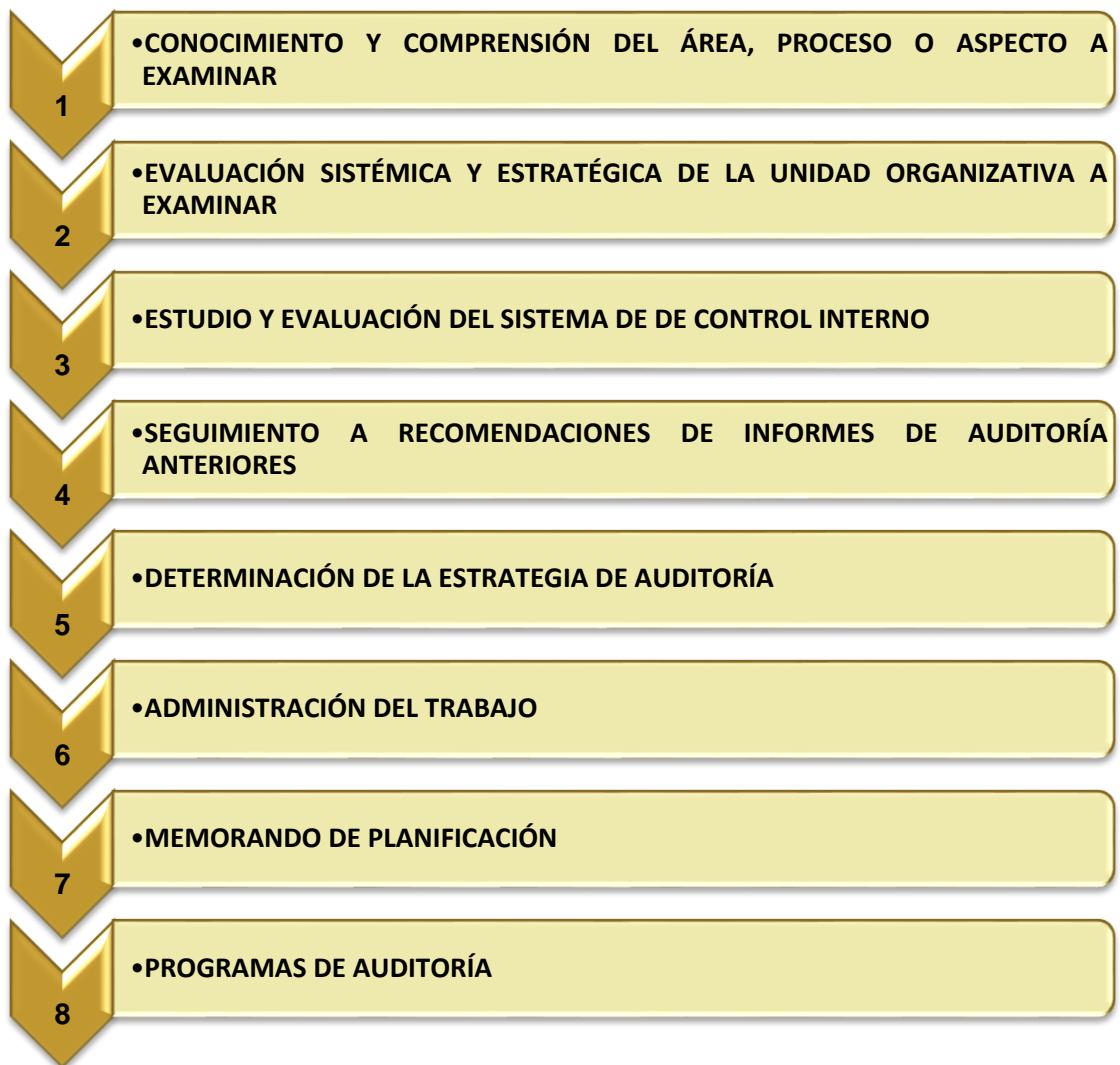 •CONOCIMIENTO Y COMPRENSIÓN DEL ÁREA, PROCESO O ASPECTO A
EXAMINAR
1
•EVALUACIÓN SISTÉMICA Y ESTRATÉGICA DE LA UNIDAD ORGANIZATIVA A
EXAMINAR
2
•ESTUDIO Y EVALUACIÓN DEL SISTEMA DE DE CONTROL INTERNO
3
•SEGUIMIENTO A RECOMENDACIONES DE INFORMES DE AUDITORÍA
ANTERIORES
4
•DETERMINACIÓN DE LA ESTRATEGIA DE AUDITORÍA
5
•ADMINISTRACIÓN DEL TRABAJO
6
•MEMORANDO DE PLANIFICACIÓN
7
•PROGRAMAS DE AUDITORÍA
8